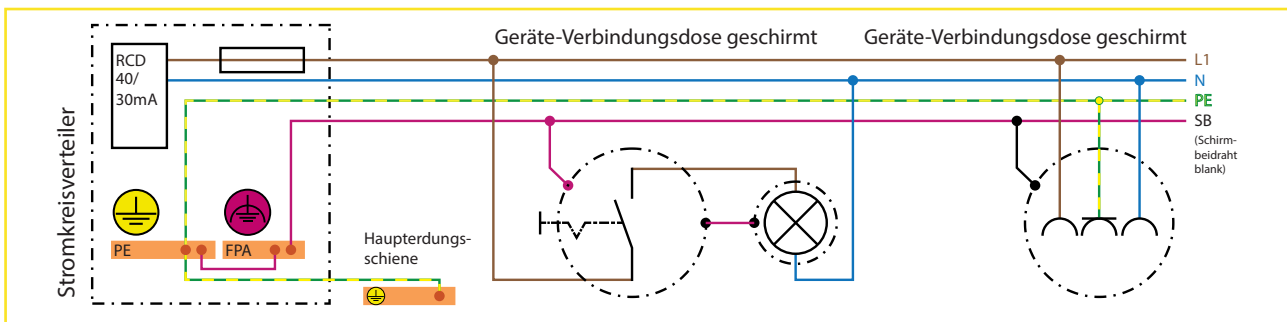 Geräte-Verbindungsdose geschirmt
Geräte-Verbindungsdose geschirmt
RCD
40/
30mA
L1
N
PE
SB
(Schirm-
beidraht
blank)
Stromkreisverteiler
PE
FPA
Haupterdungs-
schiene